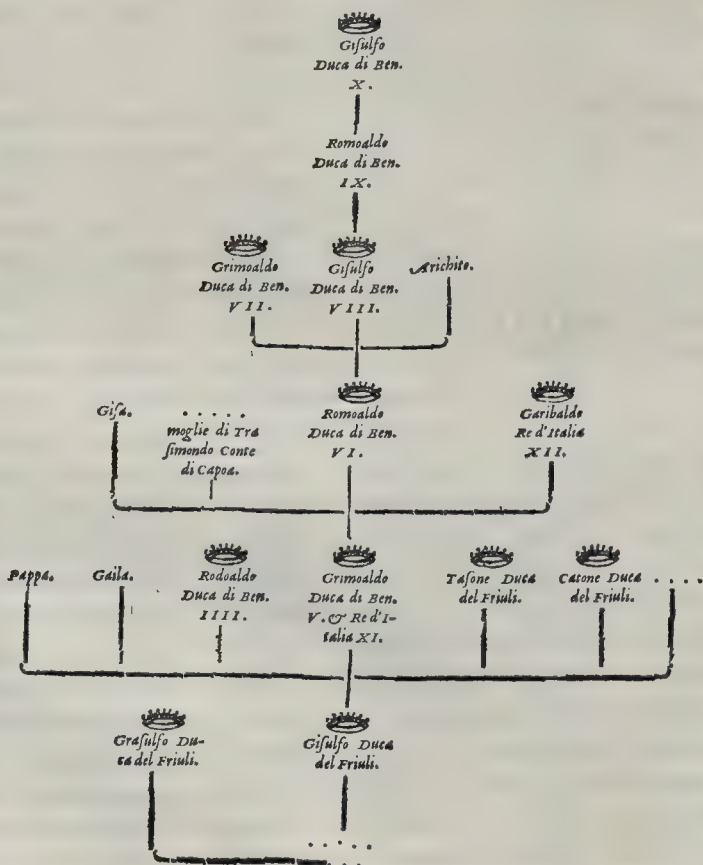 Giſulfo
Duca di Ben.
X.
Romoaldo
Duca di Ben.
IX.
Grimoaldo
Duca di Ben.
VII.
Giſulfo
Duca di Ben.
VIII.
Arichito.
Giſa.
. . . . .
moglie di Tra
ſimondo Conte
di Capoa.
Romoaldo
Duca di Ben.
VI.
Garibaldo
Re d'Italia
XII.
Pappa.
Gaila.
Rodoaldo
Duca di Ben.
IIII.
Grimoaldo
Duca di Ben.
V. & Re d'I-
talia XI.
Taſone Duca
del Friuli.
Catone Duca
del Friuli.
. . . . .
Graſulfo Du-
ca del Friuli.
Giſulfo Duca
del Friuli.
. . . . .